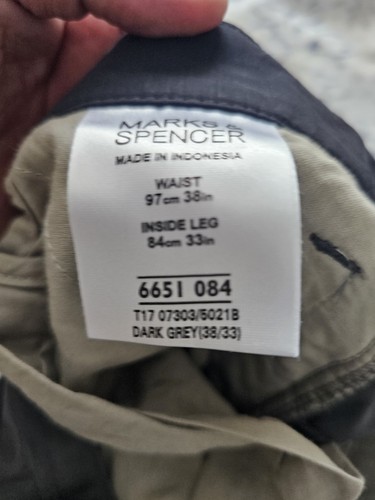 MARKS &
SPENCER
MADE IN INDONESIA
WAIST
97cm 38in
INSIDE LEG
84cm 33in
6651 084
T17 07303/5021B
DARK GREY(38/33)